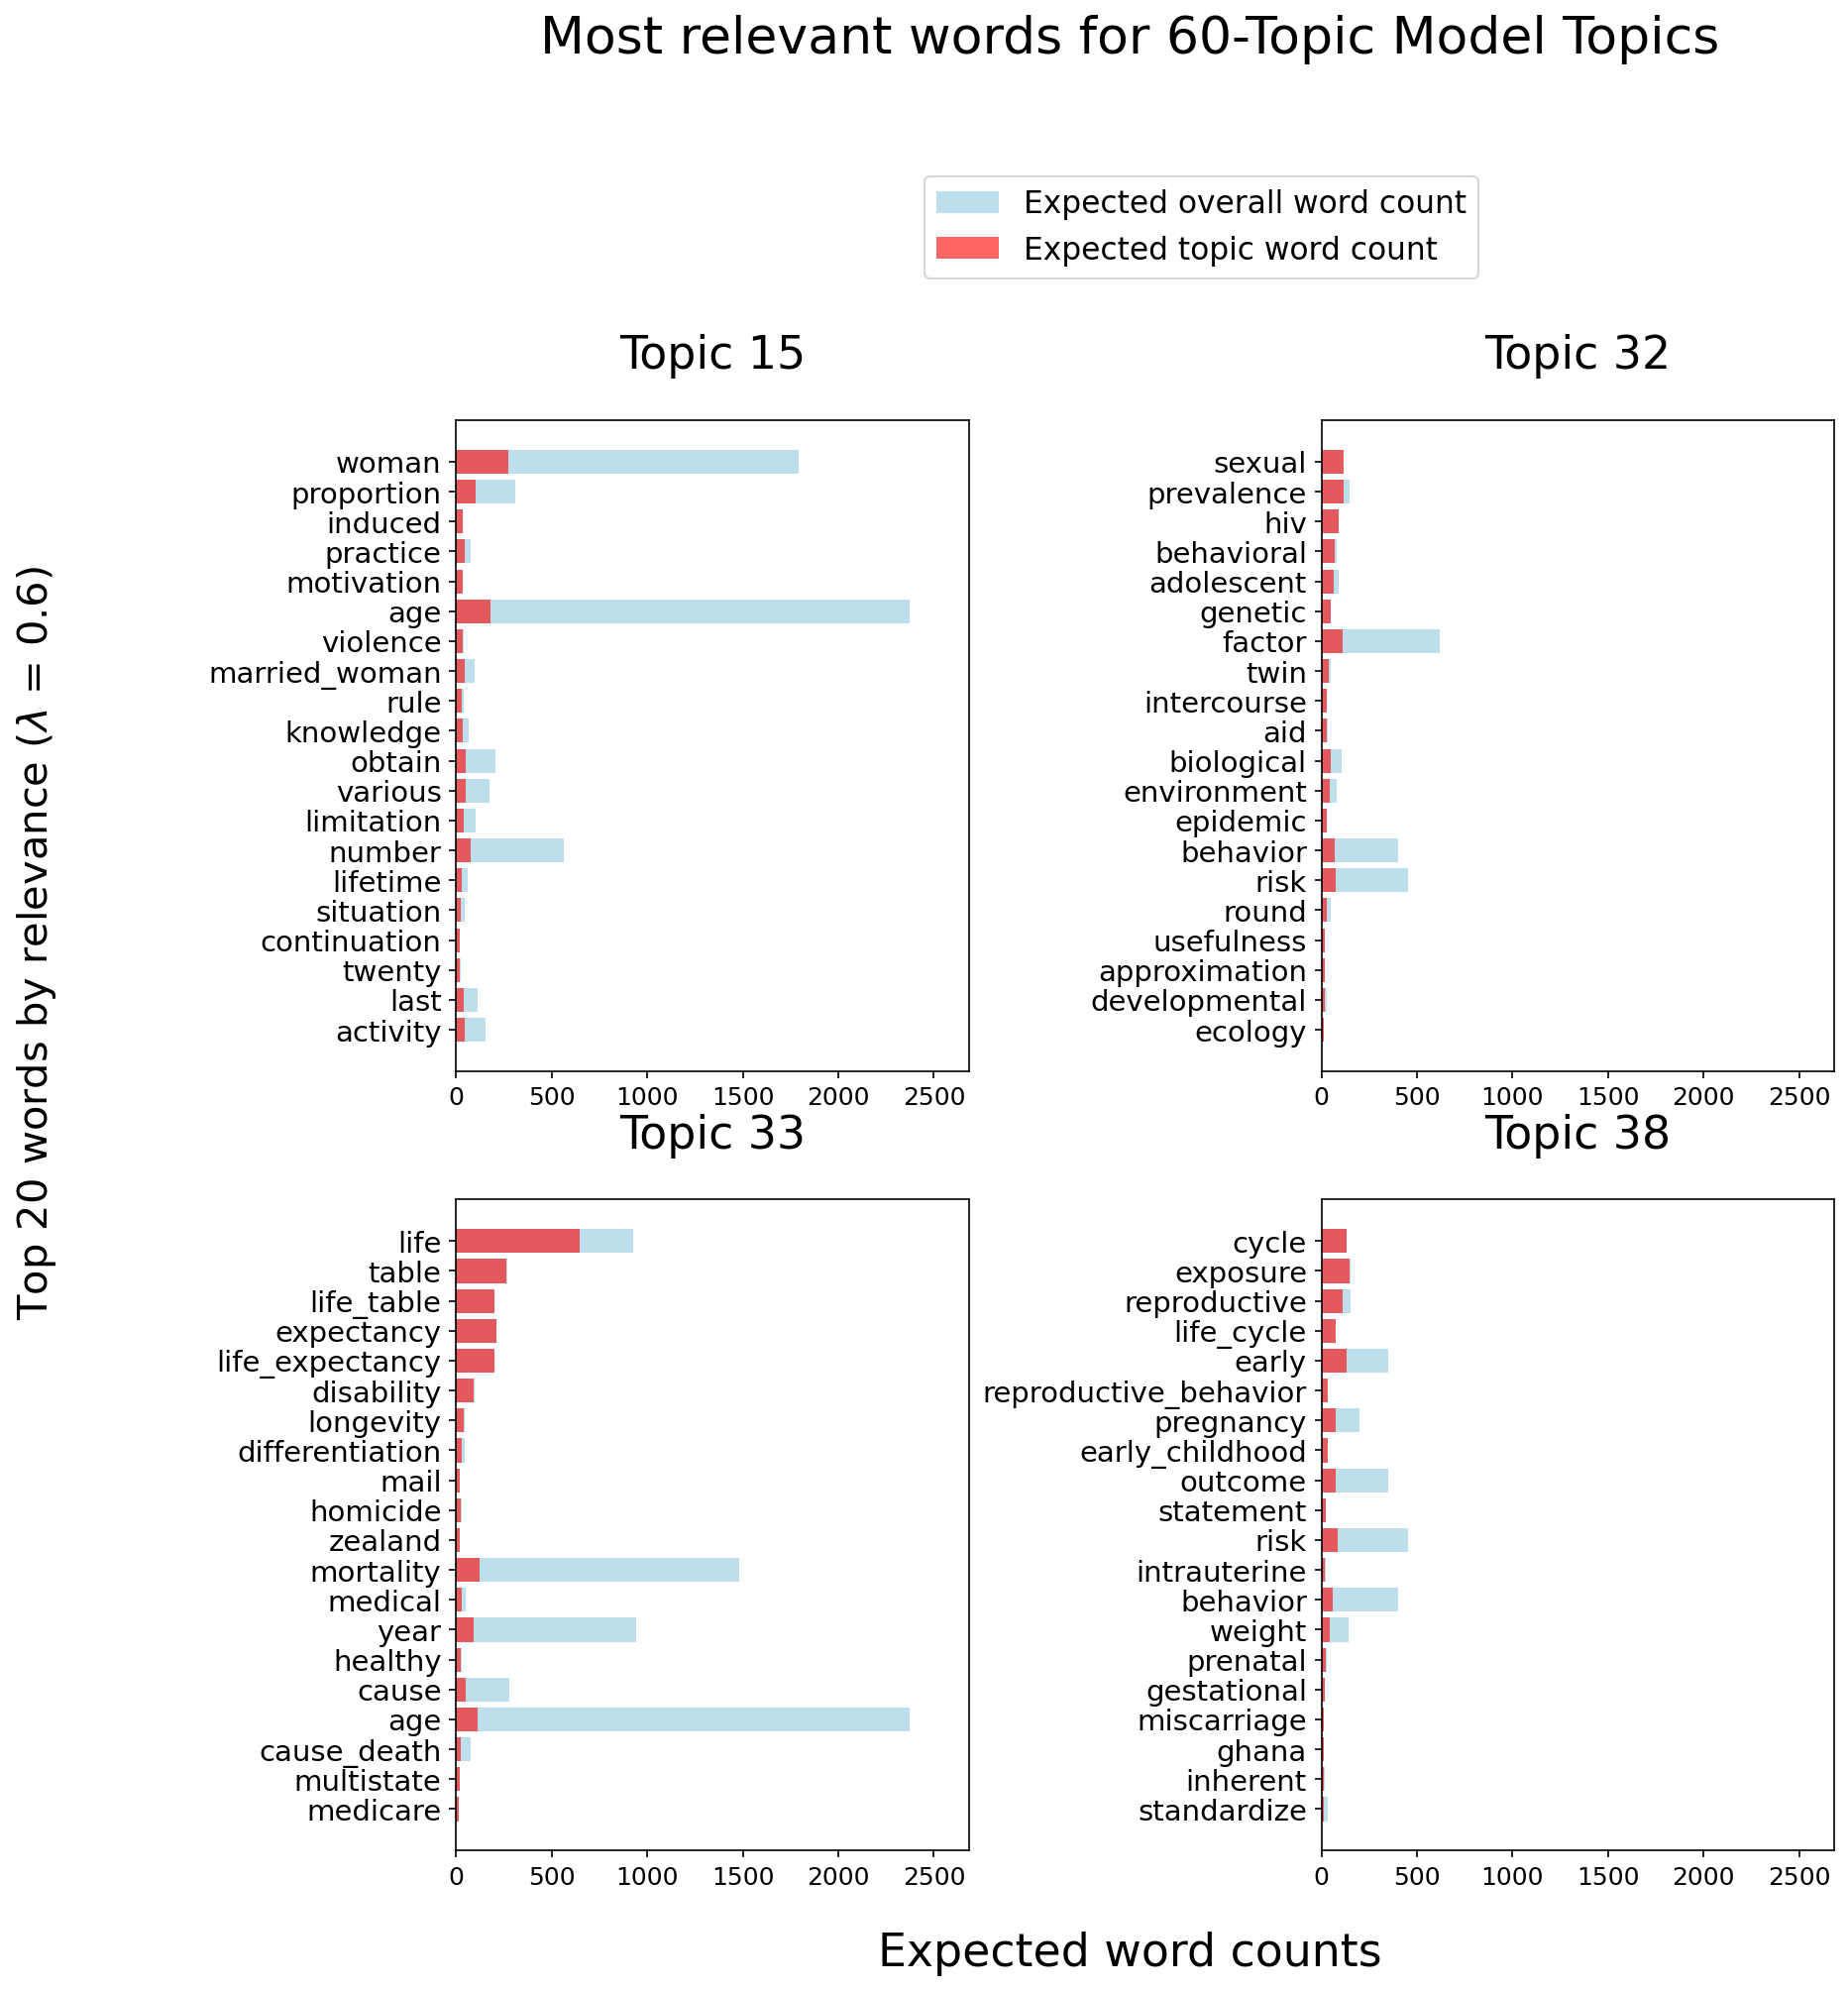 Most relevant words for 60-Topic Model Topics
Expected overall word count
Expected topic word count
Top 20 words by relevance (λ = 0.6)
Topic 15
woman
proportion
induced
practice
motivation
age
violence
married_woman
rule
knowledge
obtain
various
limitation
number
lifetime
situation
continuation
twenty
last
activity
0 500 1000 1500 2000 2500
Topic 32
sexual
prevalence
hiv
behavioral
adolescent
genetic
factor
twin
intercourse
aid
biological
environment
epidemic
behavior
risk
round
usefulness
approximation
developmental
ecology
0 500 1000 1500 2000 2500
Topic 33
life
table
life_table
expectancy
life_expectancy
disability
longevity
differentiation
mail
homicide
zealand
mortality
medical
year
healthy
cause
age
cause_death
multistate
medicare
0 500 1000 1500 2000 2500
Topic 38
cycle
exposure
reproductive
life_cycle
early
reproductive_behavior
pregnancy
early_childhood
outcome
statement
risk
intrauterine
behavior
weight
prenatal
gestational
miscarriage
ghana
inherent
standardize
0 500 1000 1500 2000 2500
Expected word counts